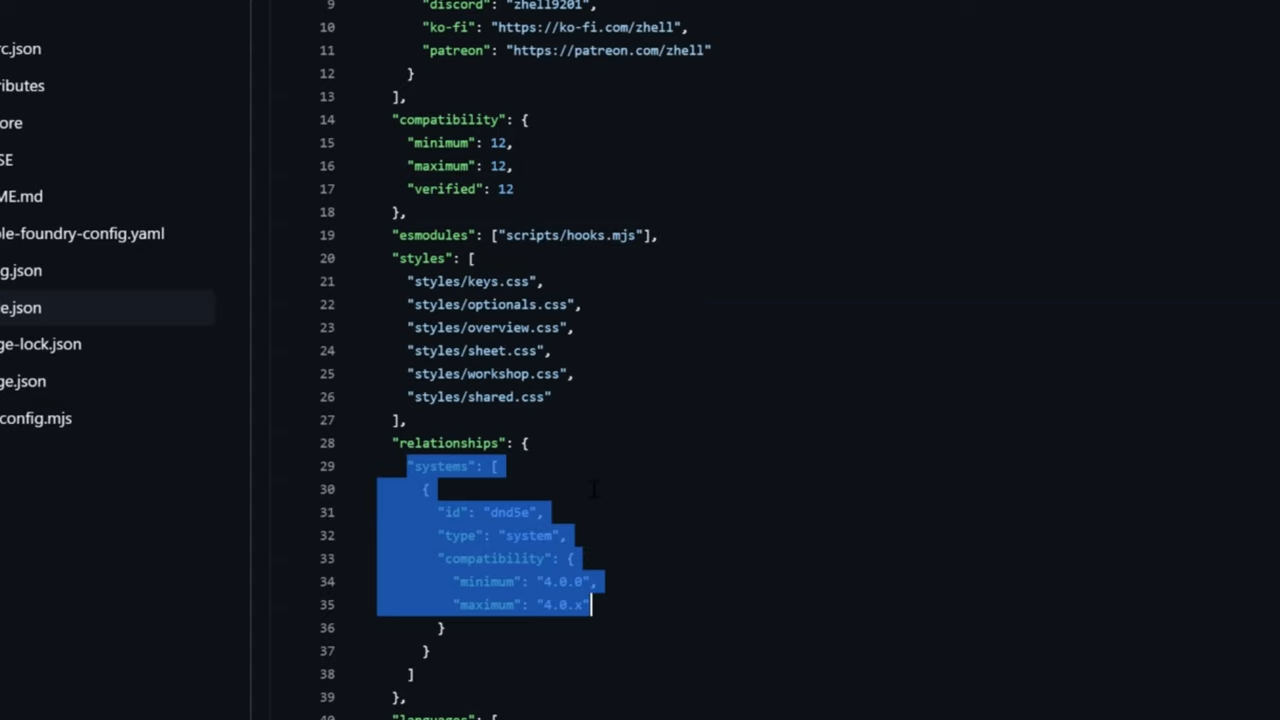 rc.json
ibutes
ore
SE
ME.md
le-foundry-config.yaml
g.json
e.json
ge-lock.json
ge.json
config.mjs
9 "discord": "zhell9201",
10 "ko-fi": "https://ko-fi.com/zhell",
11 "patreon": "https://patreon.com/zhell"
12 }
13 ],
14 "compatibility": {
15 "minimum": 12,
16 "maximum": 12,
17 "verified": 12
18 },
19 "esmodules": ["scripts/hooks.mjs"],
20 "styles": [
21 "styles/keys.css",
22 "styles/optionals.css",
23 "styles/overview.css",
24 "styles/sheet.css",
25 "styles/workshop.css",
26 "styles/shared.css"
27 ],
28 "relationships": {
29 "systems": [
30 {
31 "id": "dnd5e",
32 "type": "system",
33 "compatibility": {
34 "minimum": "4.0.0",
35 "maximum": "4.0.x"
36 }
37 }
38 ]
39 },
40 "languages": [